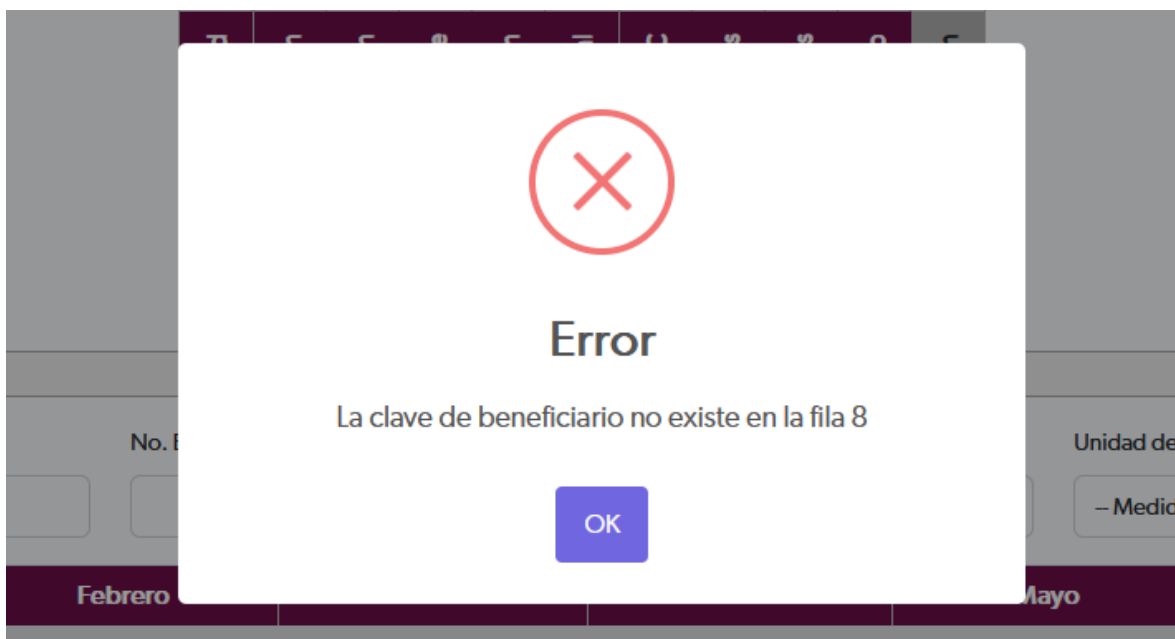 Error
La clave de beneficiario no existe en la fila 8
No.
Unidad de
-- Medic
OK
Febrero
Mayo